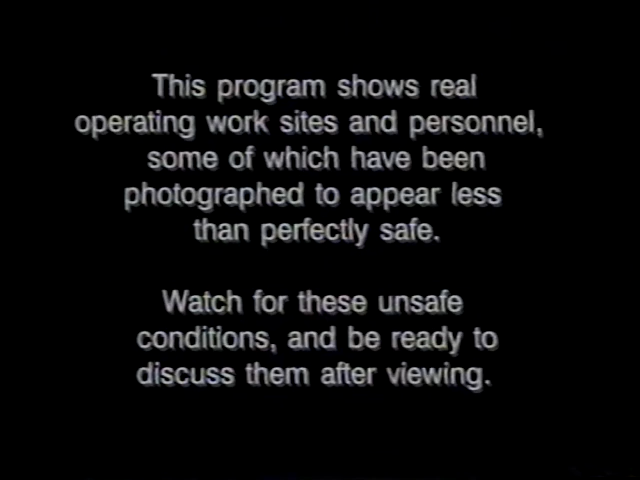 This program shows real
operating work sites and personnel,
some of which have been
photographed to appear less
than perfectly safe.
Watch for these unsafe
conditions, and be ready to
discuss them after viewing.